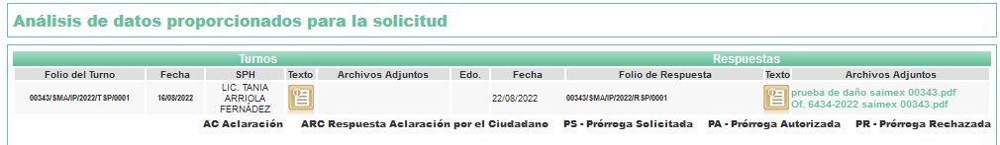 Análisis de datos proporcionados para la solicitud
Turnos Respuestas
Folio del Turno Fecha SPH Texto Archivos Adjuntos Edo. Fecha Folio de Respuesta Texto Archivos Adjuntos
00343/SMA/IP/2022/TSP/0001 16/08/2022 LIC. TANIA ARRIOLA FERNÁDEZ 22/08/2022 00343/SMA/IP/2022/RSP/0001 prueba de daño saimex 00343.pdf
Of. 6434-2022 saimex 00343.pdf
AC Aclaración ARC Respuesta Aclaración por el Ciudadano PS - Prórroga Solicitada PA - Prórroga Autorizada PR - Prórroga Rechazada